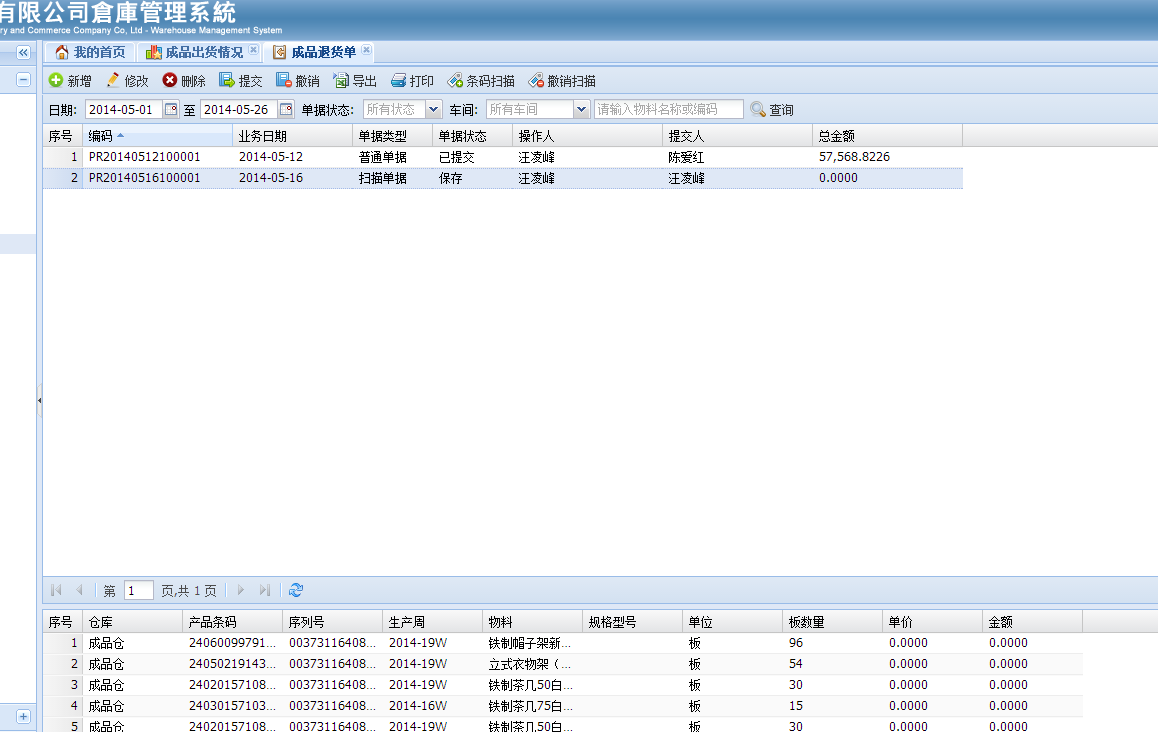 有限公司倉庫管理系統
ry and Commerce Company Co, Ltd - Warehouse Management System
我的首页 成品出货情况 成品退货单
新增 修改 删除 提交 撤销 导出 打印 条码扫描 撤销扫描
日期: 2014-05-01 至 2014-05-26 单据状态: 所有状态 车间: 所有车间 请输入物料名称或编码 查询
序号 编码 业务日期 单据类型 单据状态 操作人 提交人 总金额
1 PR20140512100001 2014-05-12 普通单据 已提交 汪凌峰 陈爱红 57,568.8226
2 PR20140516100001 2014-05-16 扫描单据 保存 汪凌峰 汪凌峰 0.0000
第 1 页,共 1 页
序号 仓库 产品条码 序列号 生产周 物料 规格型号 单位 板数量 单价 金额
1 成品仓 24060099791... 00373116408... 2014-19W 铁制帽子架新... 板 96 0.0000 0.0000
2 成品仓 24050219143... 00373116408... 2014-19W 立式衣物架（... 板 54 0.0000 0.0000
3 成品仓 24020157108... 00373116408... 2014-19W 铁制茶几50白... 板 30 0.0000 0.0000
4 成品仓 24030157103... 00373116408... 2014-16W 铁制茶几75白... 板 15 0.0000 0.0000
5 成品仓 24020157108... 00373116408... 2014-19W 铁制茶几50白... 板 30 0.0000 0.0000